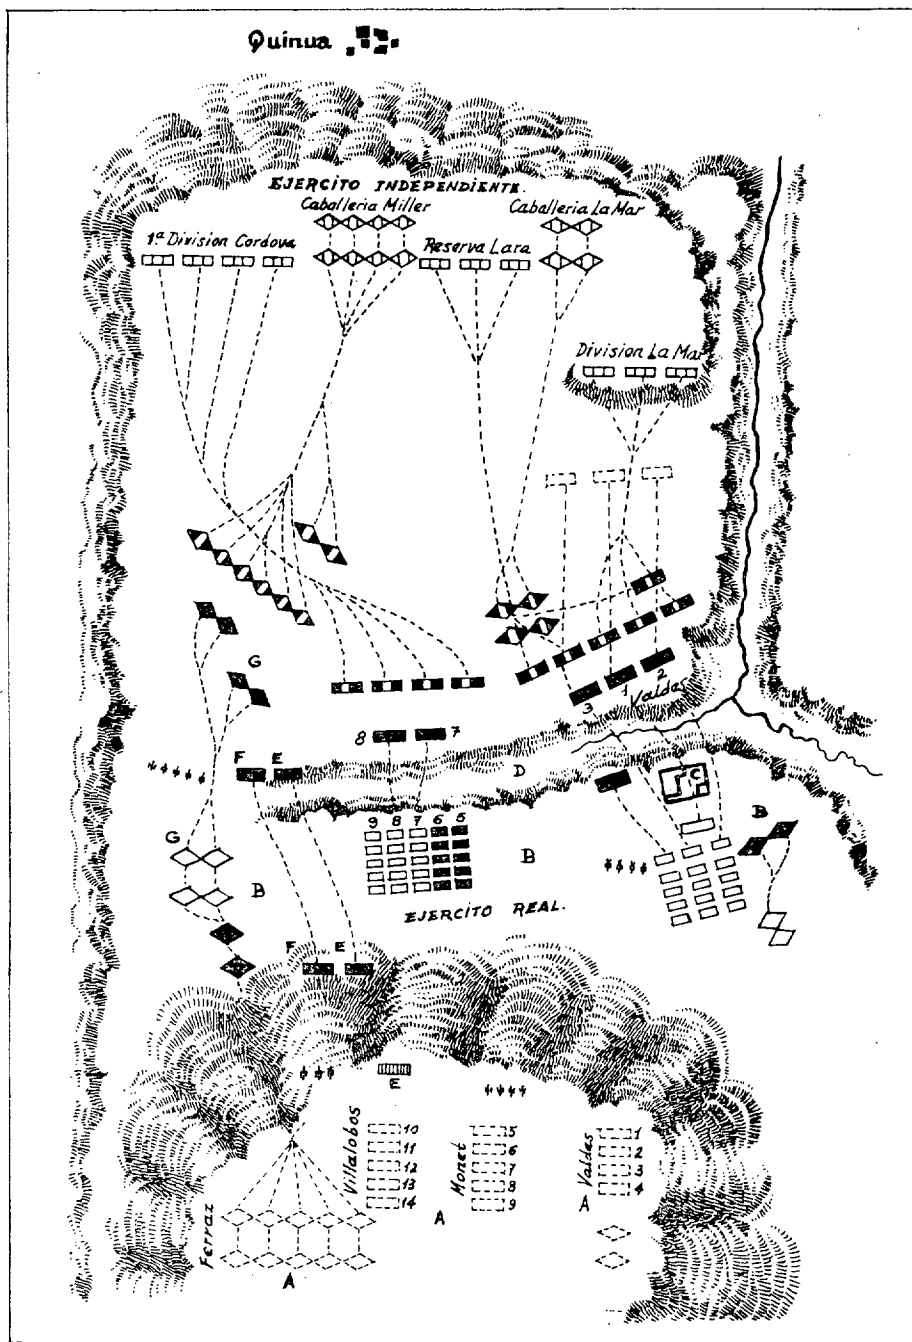 Quinua
EJERCITO INDEPENDIENTE.
Caballeria Miller
Caballeria La Mar
1ª Division Cordova
Reserva Lara
Division La Mar
G
3 1 2
Valdes
8 7
F E
D
C
B
9 8 7 6 5
G
B
B
EJERCITO REAL.
F E
E
Villalobos
10
11
12
13
14
Monet
5
6
7
8
9
Valdes
1
2
3
4
A
A
Ferraz
A